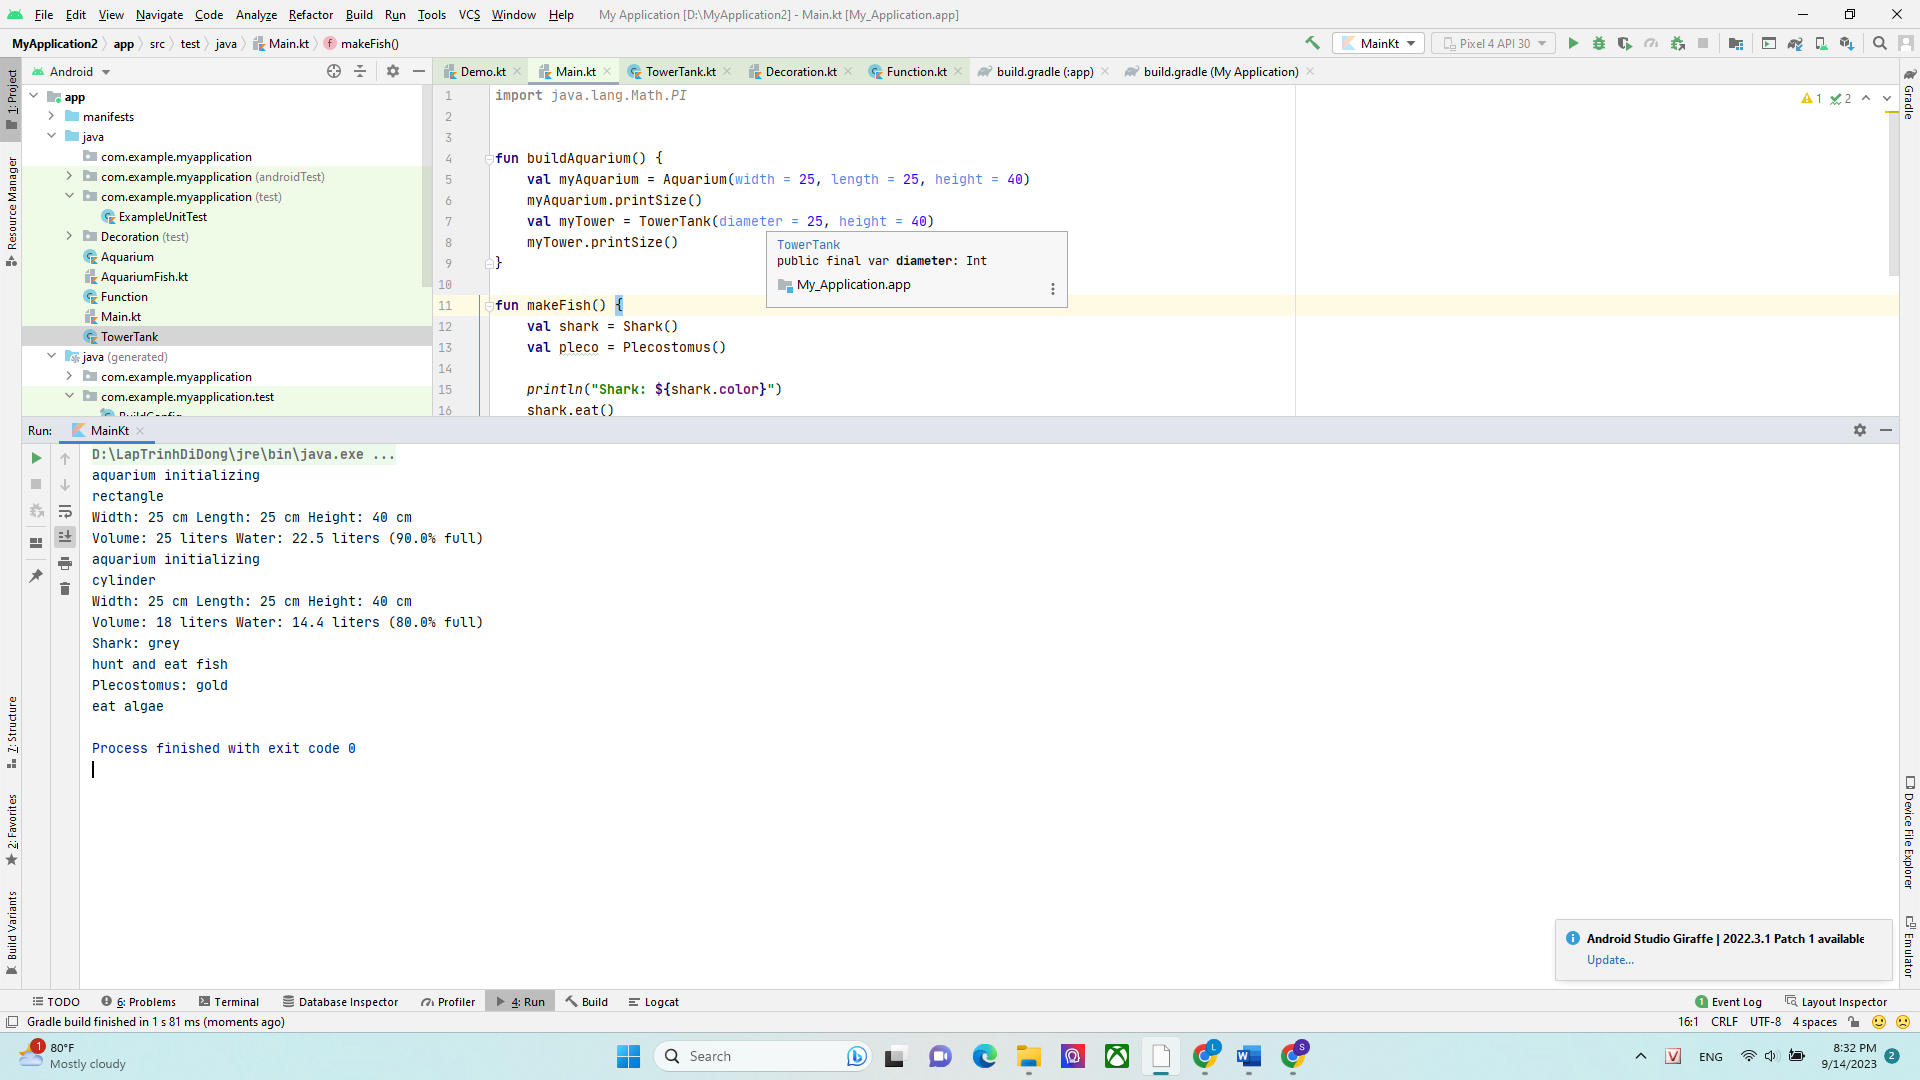 File Edit View Navigate Code Analyze Refactor Build Run Tools VCS Window Help My Application [D:\MyApplication2] - Main.kt [My_Application.app]
MyApplication2 app src test java Main.kt makeFish() MainKt Pixel 4 API 30
Android
Demo.kt Main.kt TowerTank.kt Decoration.kt Function.kt build.gradle (:app) build.gradle (My Application)
1: Project
Resource Manager
7: Structure
2: Favorites
Build Variants
app
manifests
java
com.example.myapplication
com.example.myapplication (androidTest)
com.example.myapplication (test)
ExampleUnitTest
Decoration (test)
Aquarium
AquariumFish.kt
Function
Main.kt
TowerTank
java (generated)
com.example.myapplication
com.example.myapplication.test
BuildConfig
1 import java.lang.Math.PI
2
3
4 fun buildAquarium() {
5 val myAquarium = Aquarium(width = 25, length = 25, height = 40)
6 myAquarium.printSize()
7 val myTower = TowerTank(diameter = 25, height = 40)
8 myTower.printSize()
9 }
10
11 fun makeFish() {
12 val shark = Shark()
13 val pleco = Plecostomus()
14
15 println("Shark: ${shark.color}")
16 shark.eat()
1 2
TowerTank
public final var diameter: Int
My_Application.app
Gradle
Device File Explorer
Emulator
Run: MainKt
D:\LapTrinhDiDong\jre\bin\java.exe ...
aquarium initializing
rectangle
Width: 25 cm Length: 25 cm Height: 40 cm
Volume: 25 liters Water: 22.5 liters (90.0% full)
aquarium initializing
cylinder
Width: 25 cm Length: 25 cm Height: 40 cm
Volume: 18 liters Water: 14.4 liters (80.0% full)
Shark: grey
hunt and eat fish
Plecostomus: gold
eat algae
Process finished with exit code 0
Android Studio Giraffe | 2022.3.1 Patch 1 available
Update...
TODO 6: Problems Terminal Database Inspector Profiler 4: Run Build Logcat 1 Event Log Layout Inspector
Gradle build finished in 1 s 81 ms (moments ago) 16:1 CRLF UTF-8 4 spaces
1 80°F
Mostly cloudy
Search
L
S
V ENG
8:32 PM
9/14/2023
2